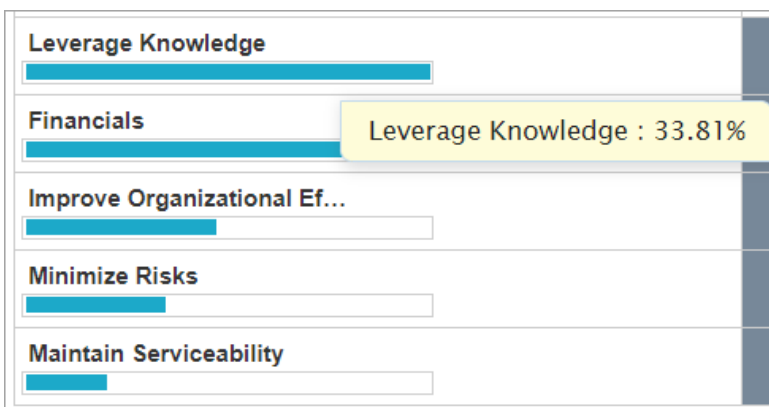 Leverage Knowledge
Financials
Leverage Knowledge : 33.81%
Improve Organizational Ef...
Minimize Risks
Maintain Serviceability